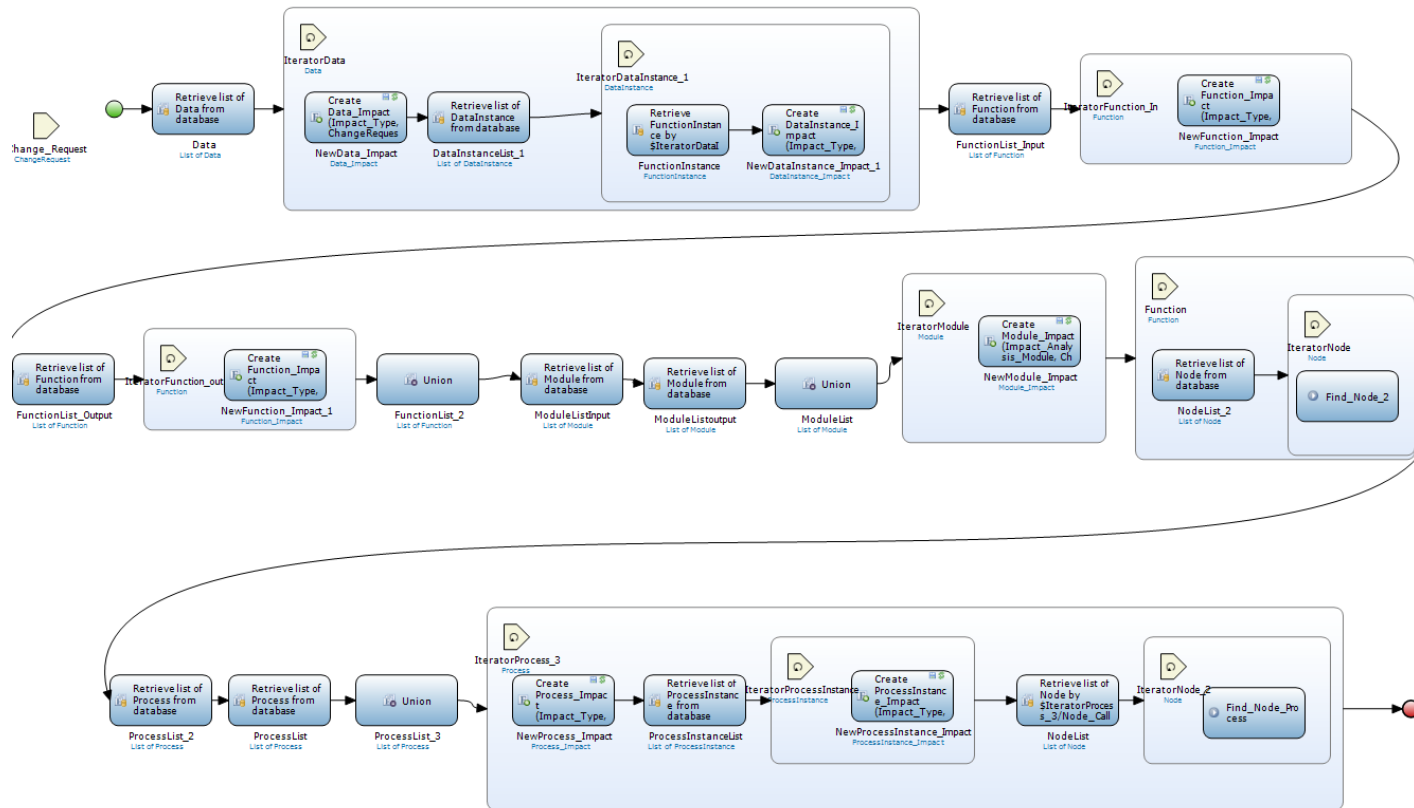 Retrieve list of
Data from
database
Data
List of Data
Change_Request
ChangeRequest
IteratorData
Data
Create
Data_Impact
(Impact_Type,
ChangeReques
NewData_Impact
Data_Impact
Retrieve list of
DataInstance
from database
DataInstanceList_1
List of DataInstance
IteratorDataInstance_1
DataInstance
Retrieve
FunctionInstance by
$IteratorDataI
FunctionInstance
FunctionInstance
Create
DataInstance_I
mpact
(Impact_Type,
NewDataInstance_Impact_1
DataInstance_Impact
Retrieve list of
Function from
database
FunctionList_Input
List of Function
IteratorFunction_In
Function
Create
Function_Impa
ct
(Impact_Type,
NewFunction_Impact
Function_Impact
Retrieve list of
Function from
database
FunctionList_Output
List of Function
IteratorFunction_out
Function
Create
Function_Impa
ct
(Impact_Type,
NewFunction_Impact_1
Function_Impact
Union
FunctionList_2
List of Function
Retrieve list of
Module from
database
ModuleListInput
List of Module
Retrieve list of
Module from
database
ModuleListoutput
List of Module
Union
ModuleList
List of Module
IteratorModule
Module
Create
Module_Impact
(Impact_Analy
sis_Module, Ch
NewModule_Impact
Module_Impact
Function
Function
Retrieve list of
Node from
database
NodeList_2
List of Node
IteratorNode
Node
Find_Node_2
Retrieve list of
Process from
database
ProcessList_2
List of Process
Retrieve list of
Process from
database
ProcessList
List of Process
Union
ProcessList_3
List of Process
IteratorProcess_3
Process
Create
Process_Impac
t
(Impact_Type,
NewProcess_Impact
Process_Impact
Retrieve list of
ProcessInstanc
e from
database
ProcessInstanceList
List of ProcessInstance
IteratorProcessInstance
ProcessInstance
Create
ProcessInstanc
e_Impact
(Impact_Type,
NewProcessInstance_Impact
ProcessInstance_Impact
Retrieve list of
Node by
$IteratorProces
s_3/Node_Call
NodeList
List of Node
IteratorNode_2
Node
Find_Node_Pro
cess